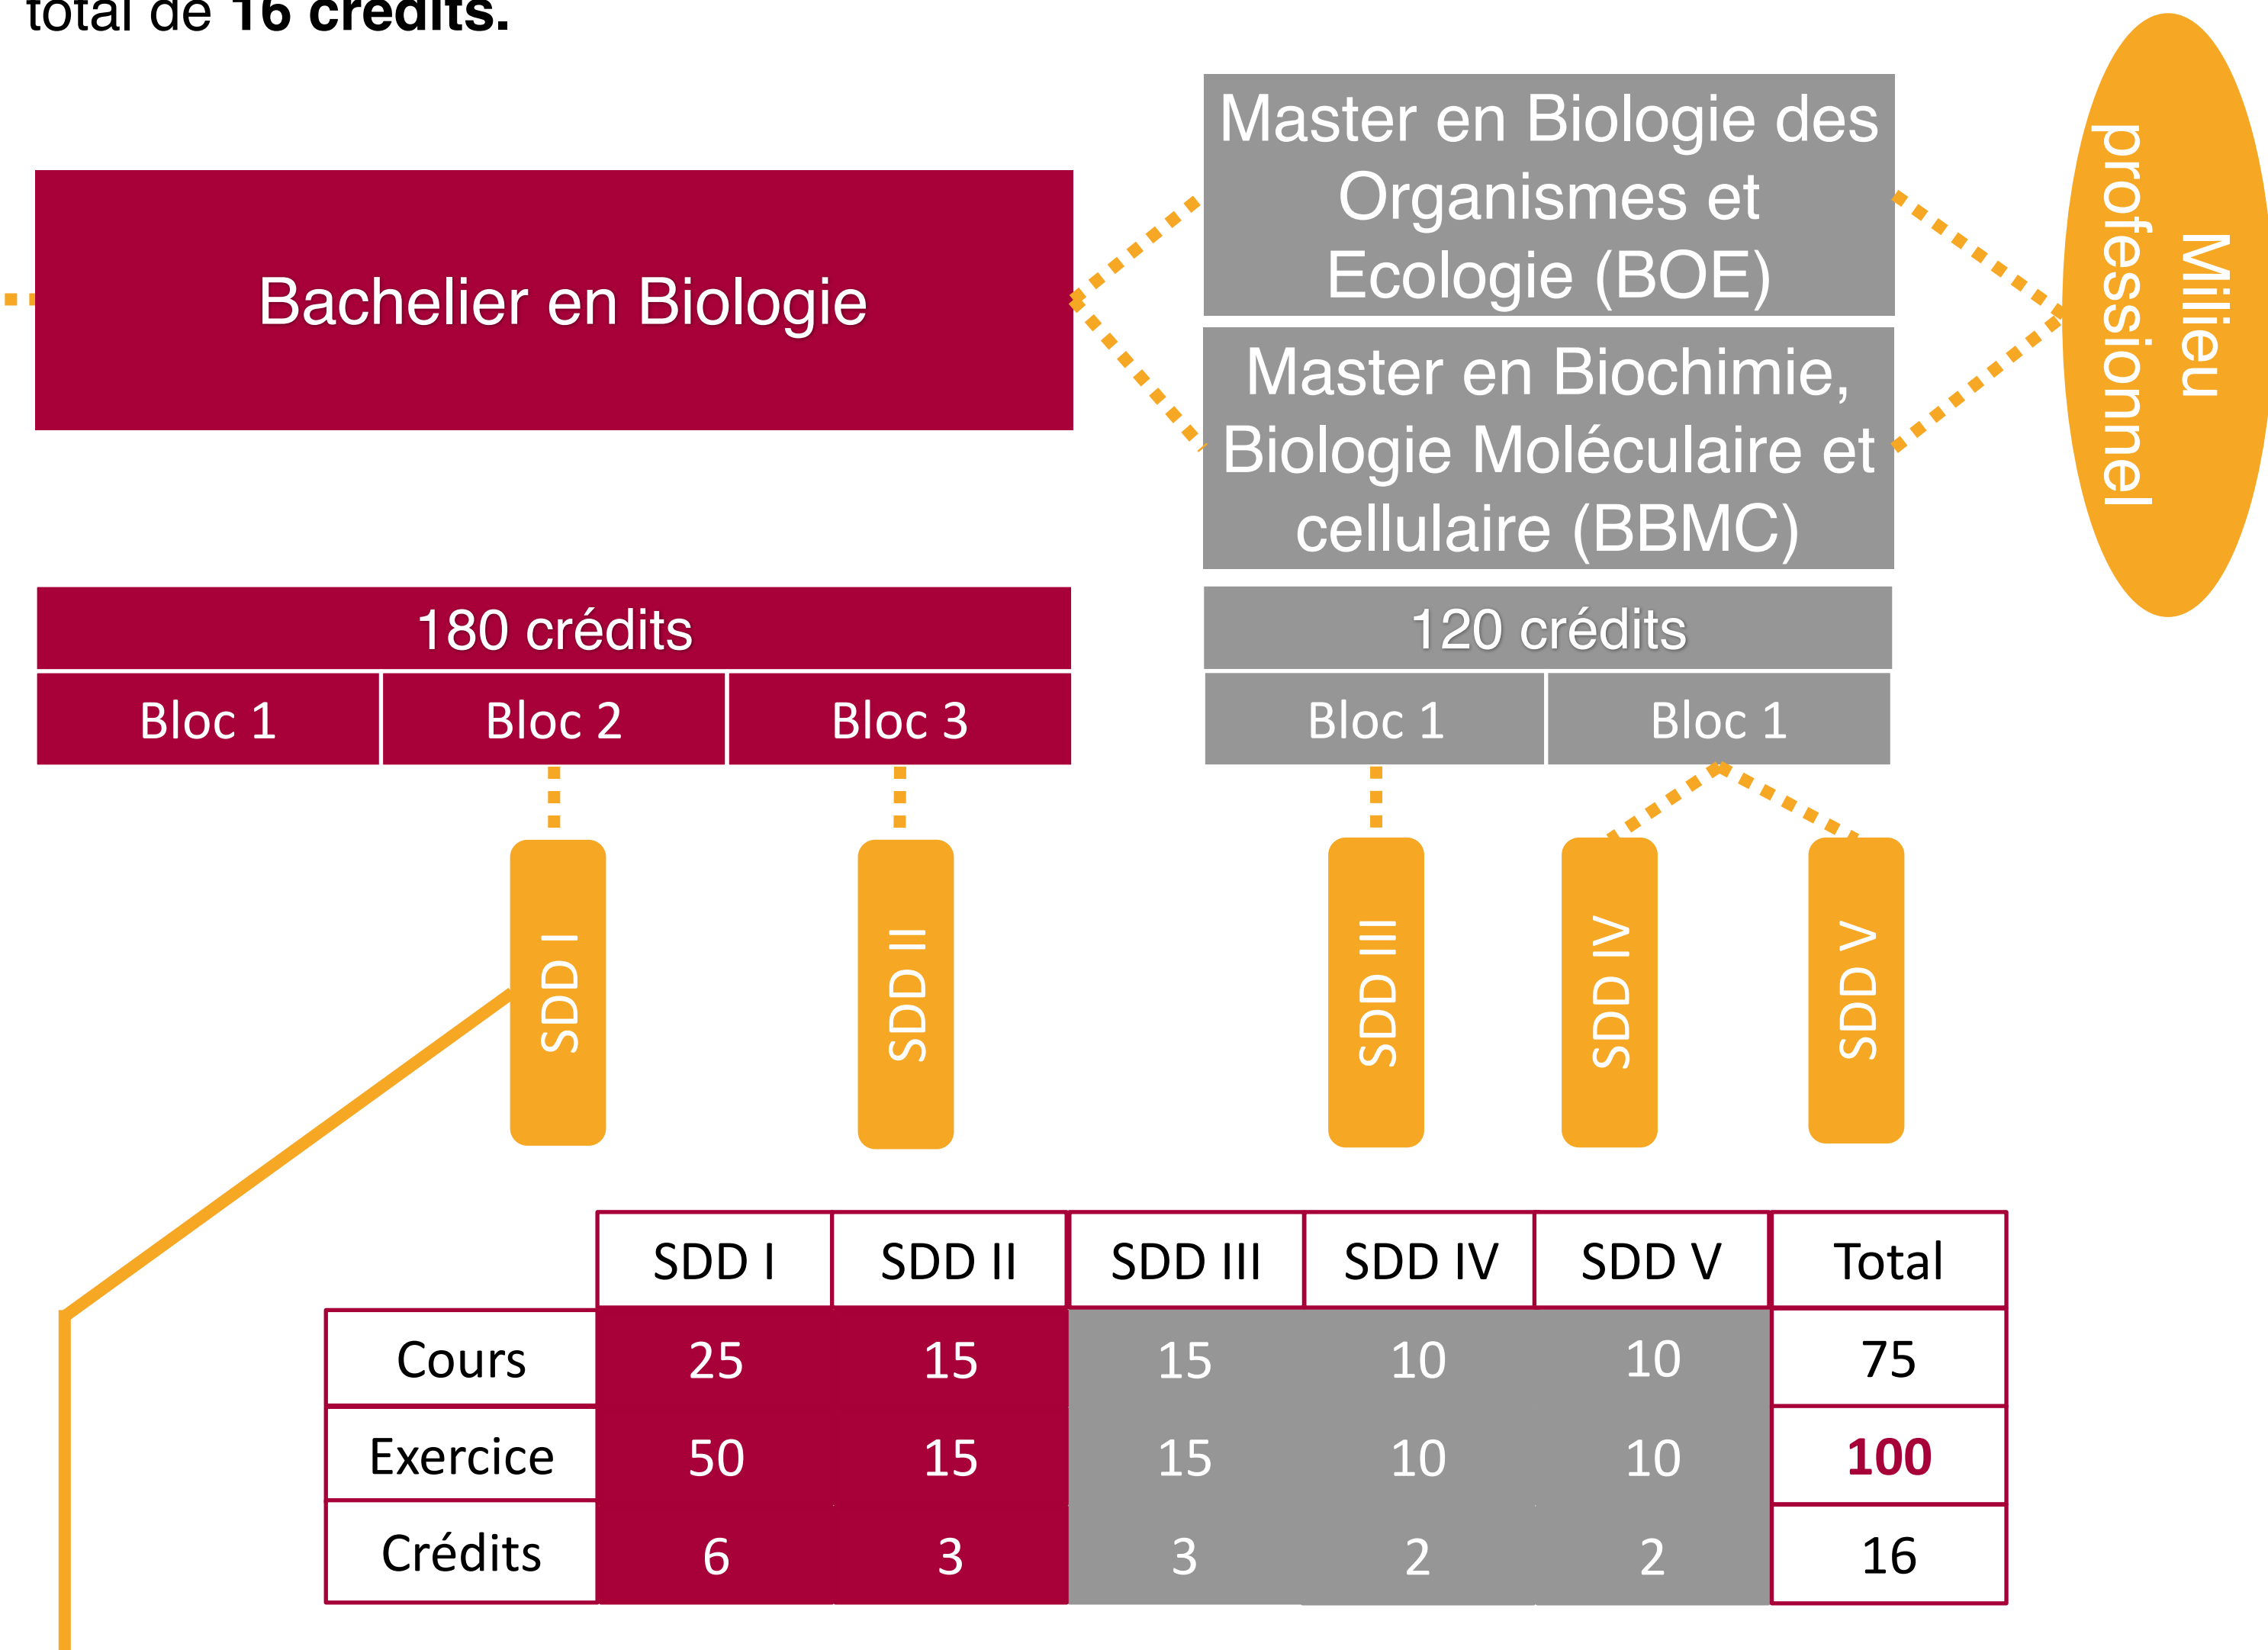 total de 16 crédits.
Bachelier en Biologie
Master en Biologie des
Organismes et
Ecologie (BOE)
Master en Biochimie,
Biologie Moléculaire et
cellulaire (BBMC)
Milieu
professionnel
180 crédits
Bloc 1 Bloc 2 Bloc 3
120 crédits
Bloc 1 Bloc 1
SDD I
SDD III
SDD III
SDD IV
SDD V
SDD I SDD II SDD III SDD IV SDD V Total
Cours 25 15 15 10 10 75
Exercice 50 15 15 10 10 100
Crédits 6 3 3 2 2 16